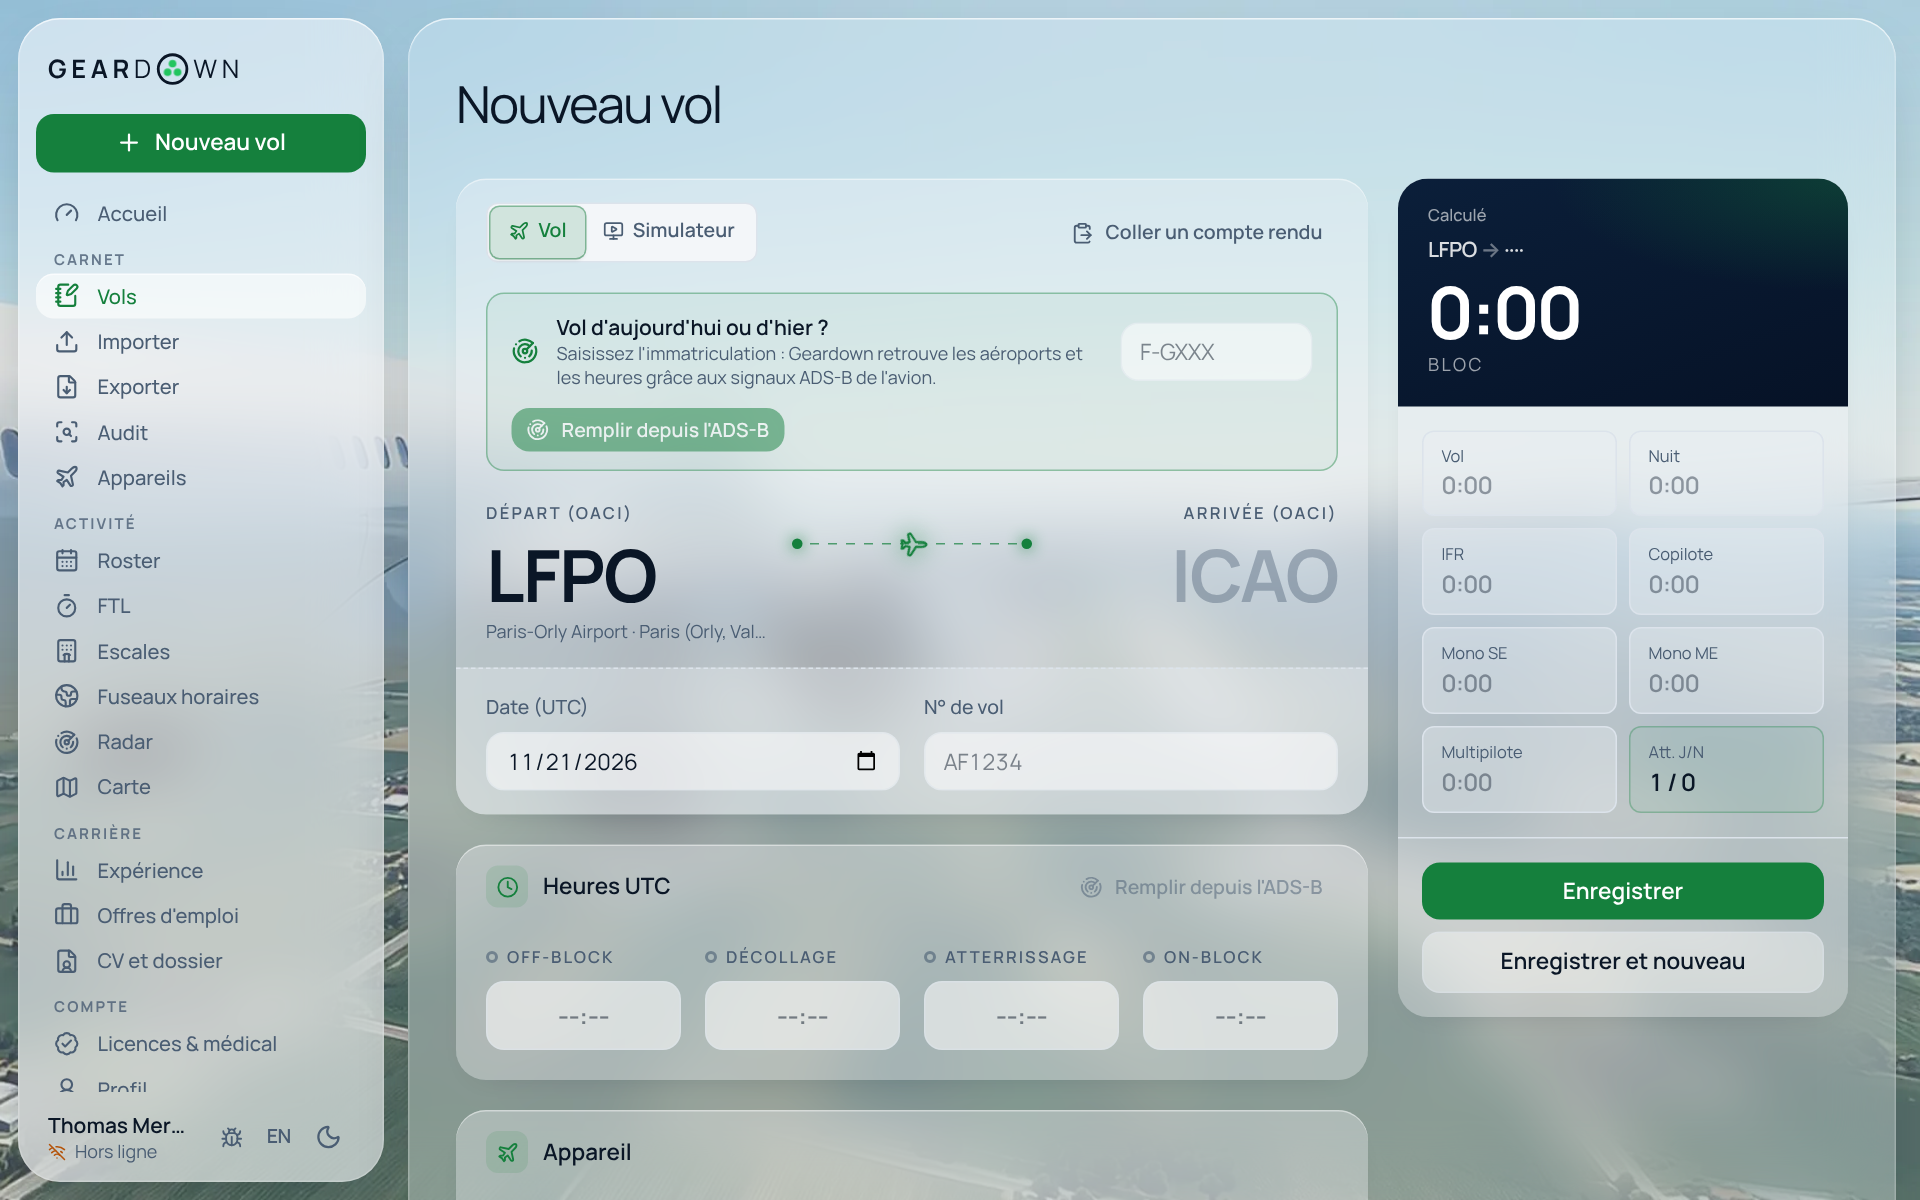 GEARDOWN
Nouveau vol
Accueil
CARNET
Vols
Importer
Exporter
Audit
Appareils
ACTIVITÉ
Roster
FTL
Escales
Fuseaux horaires
Radar
Carte
CARRIÈRE
Expérience
Offres d'emploi
CV et dossier
COMPTE
Licences & médical
Profil
Thomas Mer...
Hors ligne
EN
Nouveau vol
Vol
Simulateur
Coller un compte rendu
Vol d'aujourd'hui ou d'hier ?
Saisissez l'immatriculation : Geardown retrouve les aéroports et
les heures grâce aux signaux ADS-B de l'avion.
F-GXXX
Remplir depuis l'ADS-B
DÉPART (OACI)
ARRIVÉE (OACI)
LFPO
ICAO
Paris-Orly Airport · Paris (Orly, Val...
Date (UTC)
N° de vol
11/21/2026
AF1234
Heures UTC
Remplir depuis l'ADS-B
OFF-BLOCK
DÉCOLLAGE
ATTERRISSAGE
ON-BLOCK
--:--
--:--
--:--
--:--
Appareil
Calculé
LFPO → ····
0:00
BLOC
Vol
0:00
Nuit
0:00
IFR
0:00
Copilote
0:00
Mono SE
0:00
Mono ME
0:00
Multipilote
0:00
Att. J/N
1 / 0
Enregistrer
Enregistrer et nouveau